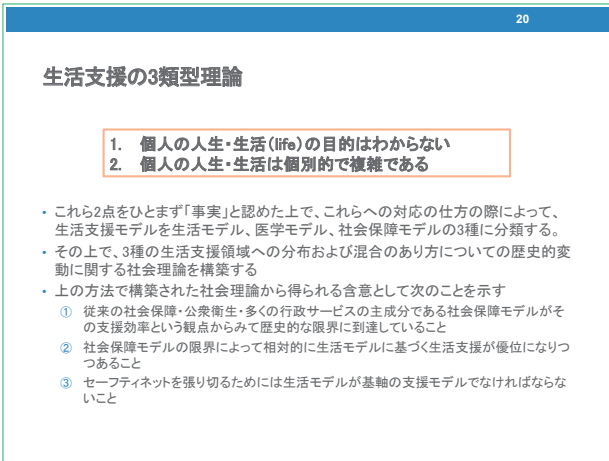 20
生活支援の3類型理論
1. 個人の人生・生活（life）の目的はわからない
2. 個人の人生・生活は個別的で複雑である
・これら2点をひとまず「事実」と認めた上で、これらへの対応の仕方の際によって、
生活支援モデルを生活モデル、医学モデル、社会保障モデルの3種に分類する。
・その上で、3種の生活支援領域への分布および混合のあり方についての歴史的変
動に関する社会理論を構築する
・上の方法で構築された社会理論から得られる含意として次のことを示す
① 従来の社会保障・公衆衛生・多くの行政サービスの主成分である社会保障モデルがそ
の支援効率という観点からみて歴史的な限界に到達していること
② 社会保障モデルの限界によって相対的に生活モデルに基づく生活支援が優位になりつ
つあること
③ セーフティネットを張り切るためには生活モデルが基軸の支援モデルでなければならな
いこと